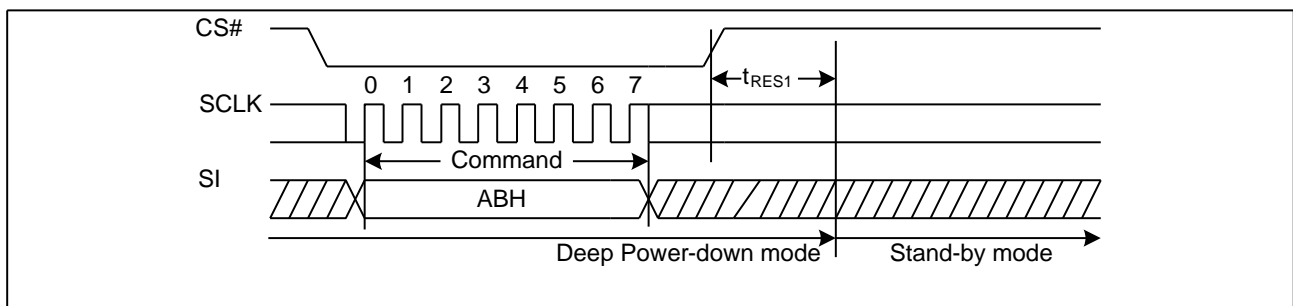 CS#
0 1 2 3 4 5 6 7
tRES1
SCLK
Command
SI
ABH
Deep Power-down mode
Stand-by mode